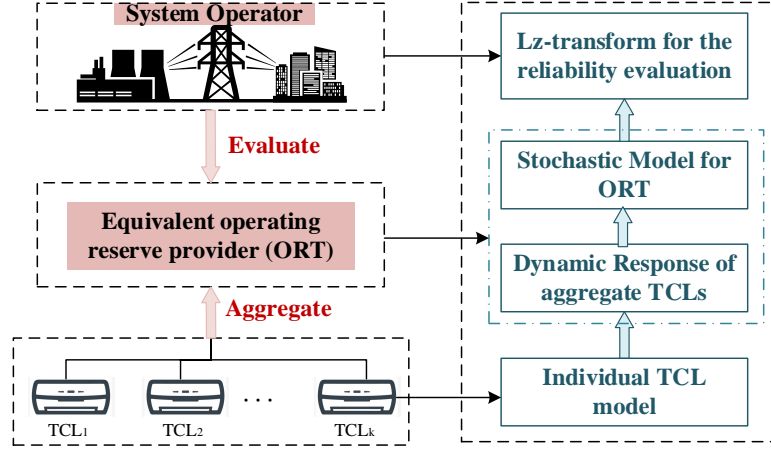 System Operator
Evaluate
Equivalent operating
reserve provider (ORT)
Aggregate
TCL1
TCL2
···
TCLk
Lz-transform for the
reliability evaluation
Stochastic Model for
ORT
Dynamic Response of
aggregate TCLs
Individual TCL
model